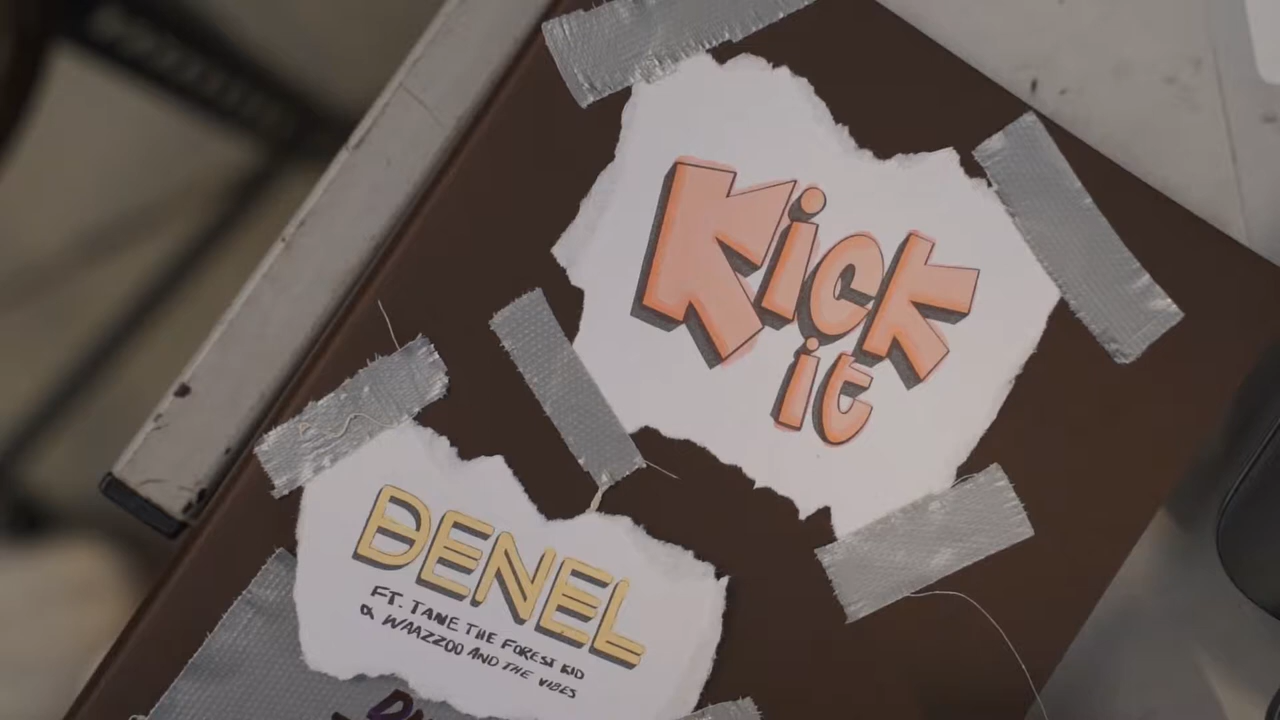 Kick
it
DENEL
FT. TANE THE FOREST KID
& WAAZZOO AND THE VIBES